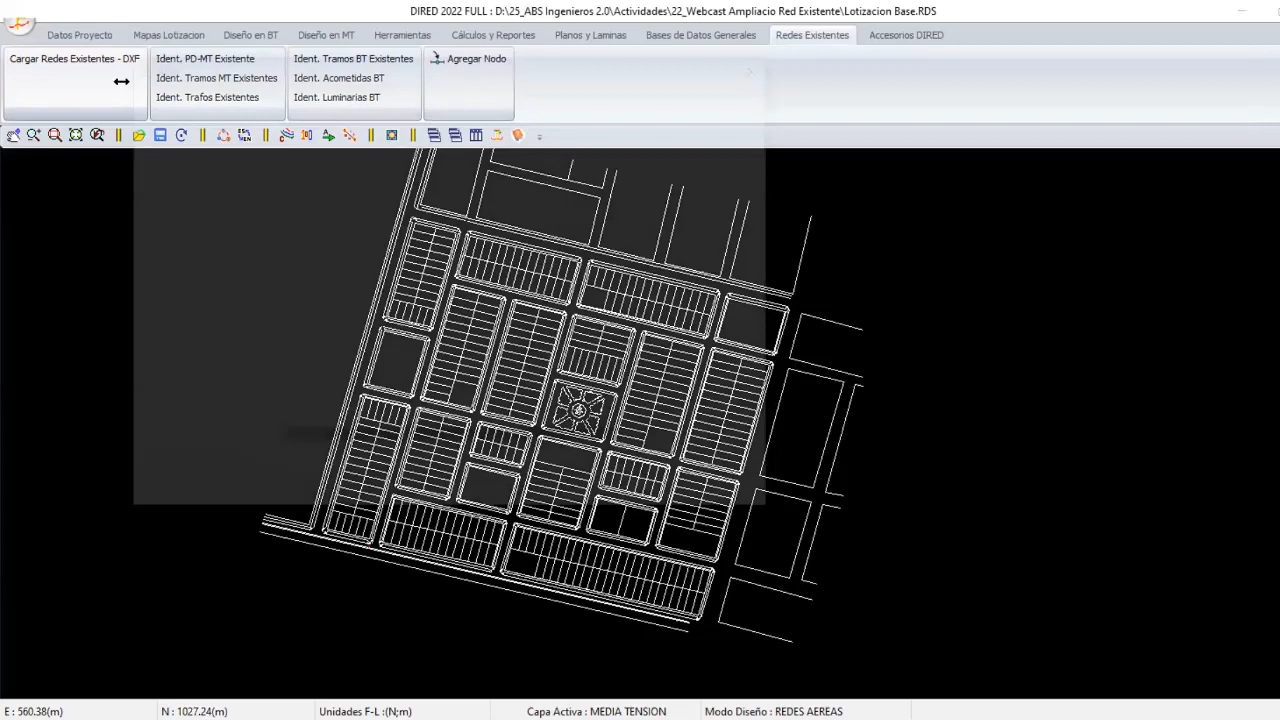 DIRED 2022 FULL : D:\25_ABS Ingenieros 2.0\Actividades\22_Webcast Ampliacio Red Existente\Lotizacion Base.RDS
Datos Proyecto Mapas Lotizacion Diseño en BT Diseño en MT Herramientas Cálculos y Reportes Planos y Laminas Bases de Datos Generales Redes Existentes Accesorios DIRED
Cargar Redes Existentes - DXF Ident. PD-MT Existente Ident. Tramos BT Existentes Agregar Nodo
Ident. Tramos MT Existentes Ident. Acometidas BT
Ident. Trafos Existentes Ident. Luminarias BT
E : 560.38(m) N : 1027.24(m) Unidades F-L :(N;m) Capa Activa : MEDIA TENSION Modo Diseño : REDES AEREAS